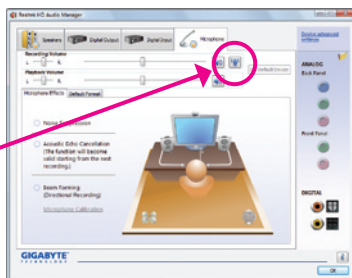 Realtek HD Audio Manager
Speakers
Digital Output
Digital Input
Microphone
Device advanced settings
Recording Volume
L R
Playback Volume
L R
Set Default Device
ANALOG
Back Panel
Microphone Effects
Default Format
Noise Suppression
Acoustic Echo Cancellation
(The function will become
valid starting from the next
recording.)
Front Panel
Beam Forming
(Directional Recording)
Microphone Calibration
DIGITAL
GIGABYTE
TECHNOLOGY
i
OK